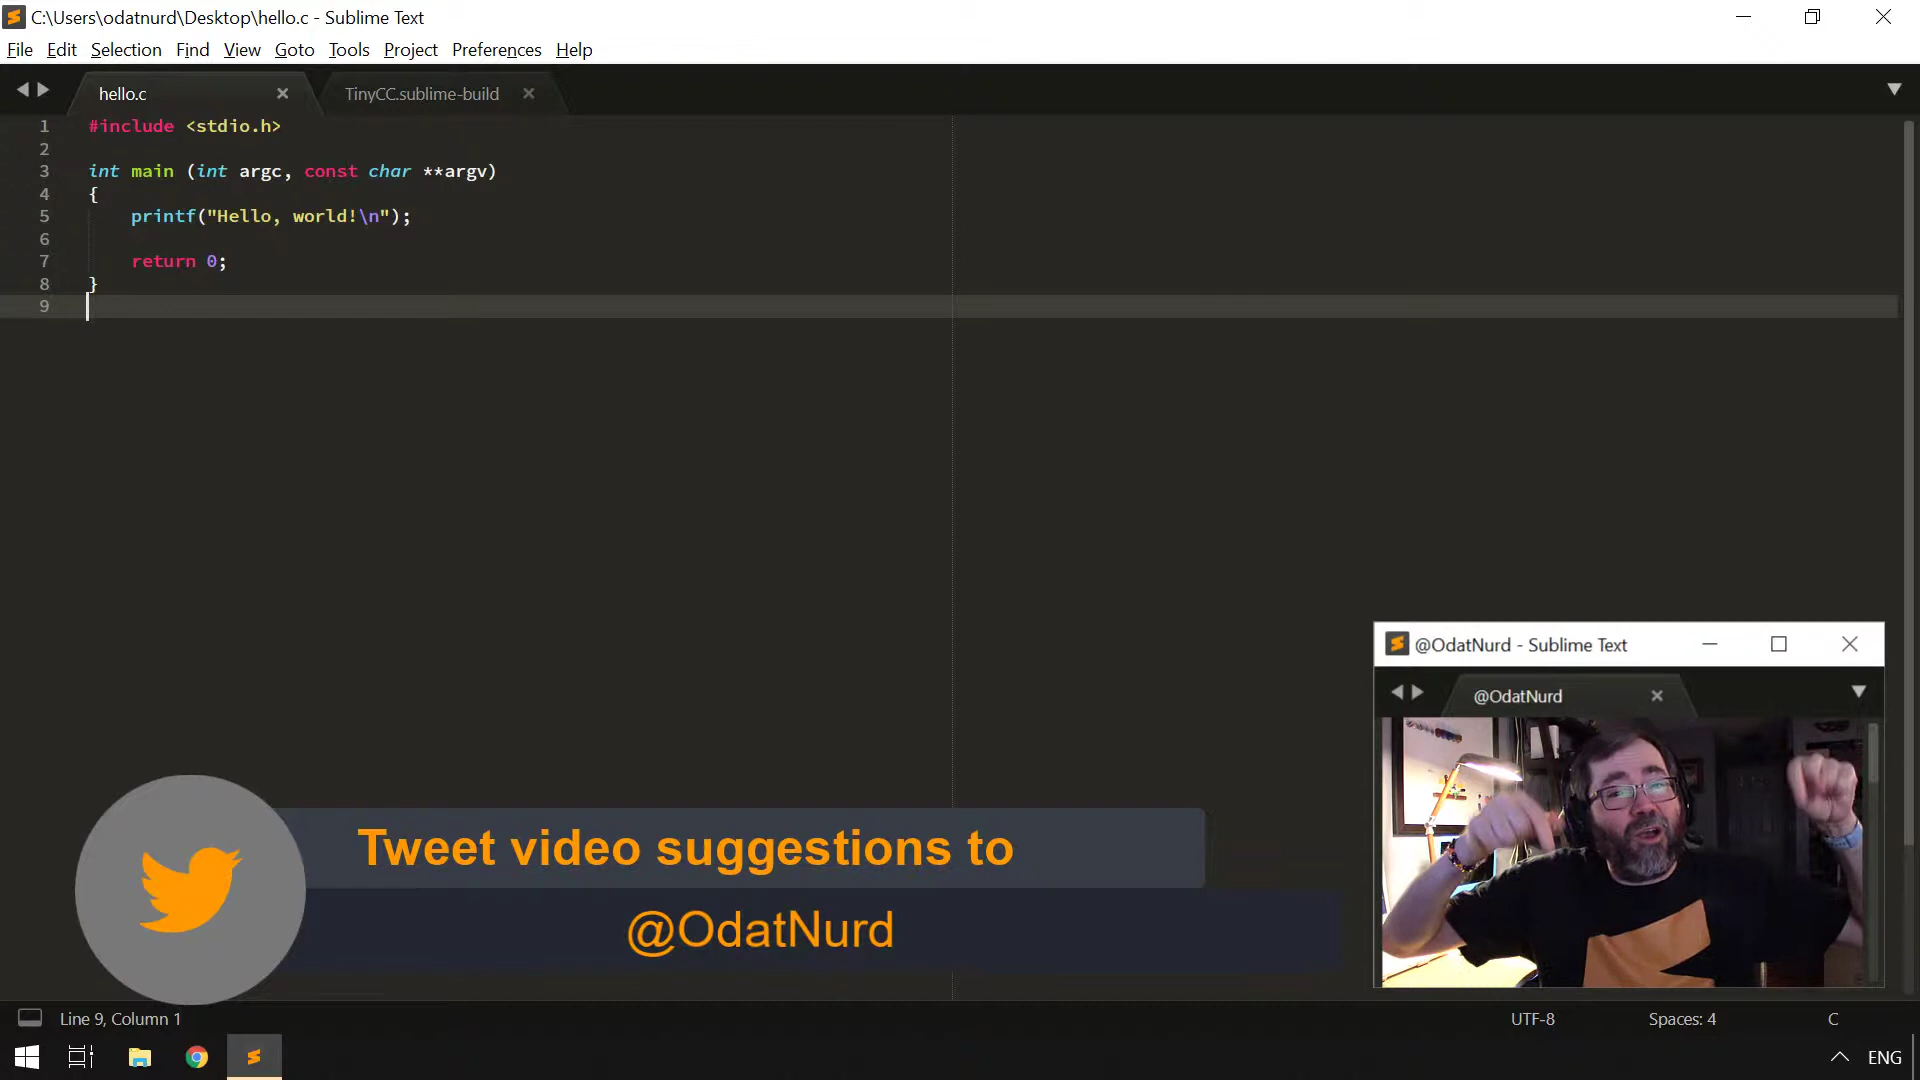 C:\Users\odatnurd\Desktop\hello.c - Sublime Text
File Edit Selection Find View Goto Tools Project Preferences Help
hello.c TinyCC.sublime-build
1 #include <stdio.h>
2
3 int main (int argc, const char **argv)
4 {
5 printf("Hello, world!\n");
6
7 return 0;
8 }
9
@OdatNurd - Sublime Text
@OdatNurd
Tweet video suggestions to
@OdatNurd
Line 9, Column 1 UTF-8 Spaces: 4 C
ENG